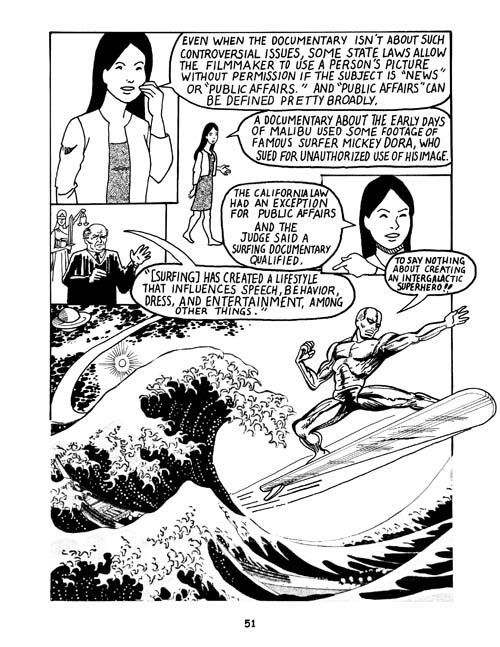 EVEN WHEN THE DOCUMENTARY ISN'T ABOUT SUCH
CONTROVERSIAL ISSUES, SOME STATE LAWS ALLOW
THE FILMMAKER TO USE A PERSON'S PICTURE
WITHOUT PERMISSION IF THE SUBJECT IS "NEWS"
OR "PUBLIC AFFAIRS." AND "PUBLIC AFFAIRS" CAN
BE DEFINED PRETTY BROADLY.
A DOCUMENTARY ABOUT THE EARLY DAYS
OF MALIBU USED SOME FOOTAGE OF
FAMOUS SURFER MICKEY DORA, WHO
SUED FOR UNAUTHORIZED USE OF HIS IMAGE.
THE CALIFORNIA LAW
HAD AN EXCEPTION
FOR PUBLIC AFFAIRS
AND THE
JUDGE SAID A
SURFING DOCUMENTARY
QUALIFIED.
"[SURFING] HAS CREATED A LIFESTYLE
THAT INFLUENCES SPEECH, BEHAVIOR,
DRESS, AND ENTERTAINMENT, AMONG
OTHER THINGS."
TO SAY NOTHING
ABOUT CREATING
AN INTERGALACTIC
SUPERHERO!!
51